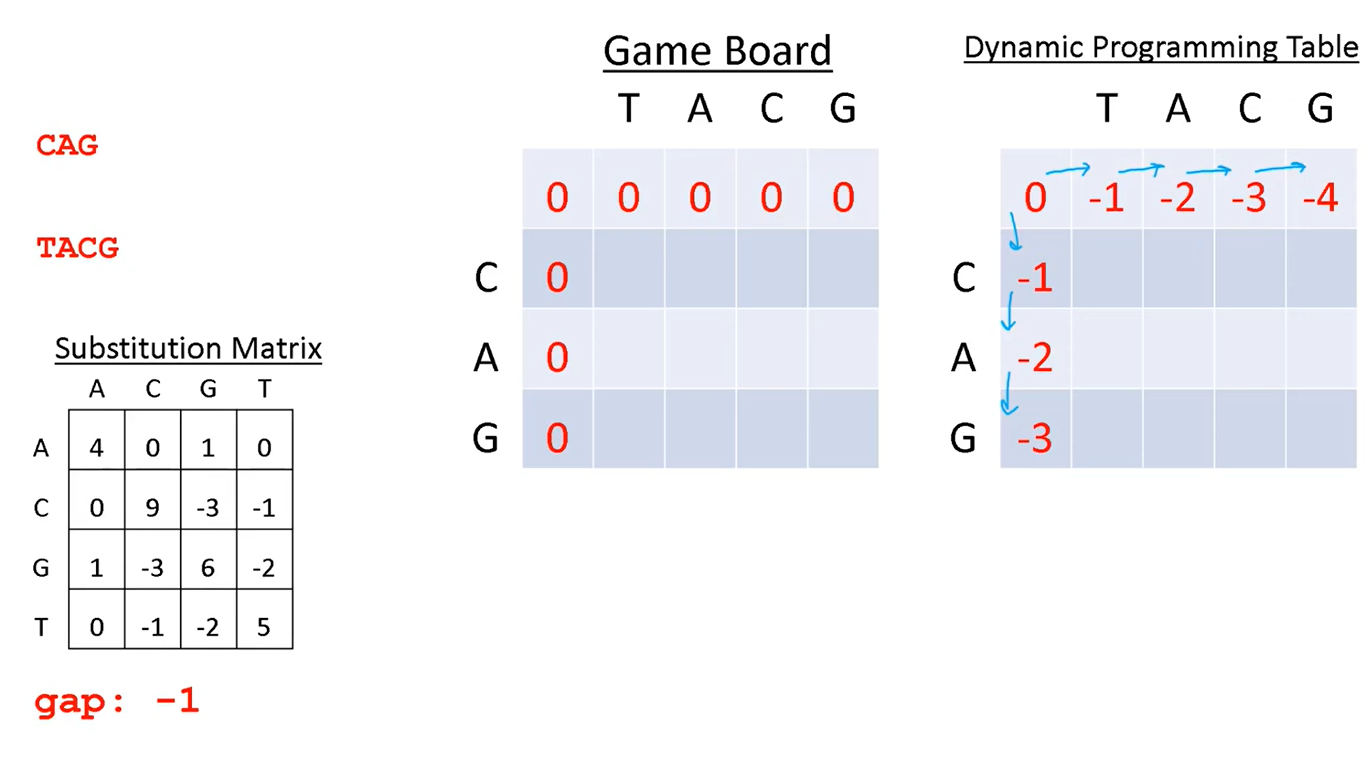 Game Board
Dynamic Programming Table
T A C G
T A C G
CAG
TACG
0 0 0 0 0
C 0
A 0
G 0
0 -1 -2 -3 -4
C -1
A -2
G -3
Substitution Matrix
A C G T
A 4 0 1 0
C 0 9 -3 -1
G 1 -3 6 -2
T 0 -1 -2 5
gap: -1